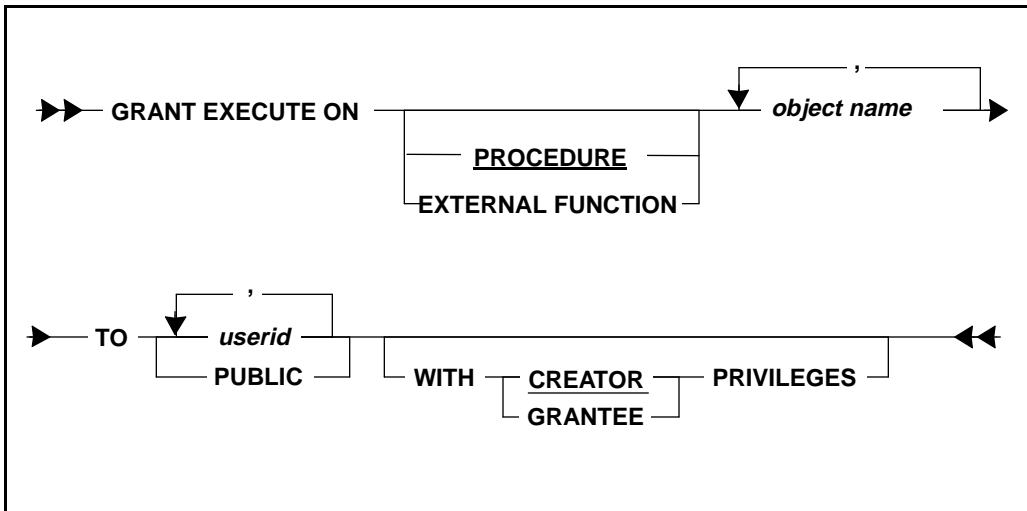 ,
GRANT EXECUTE ON
object name
PROCEDURE
EXTERNAL FUNCTION
,
TO
userid
PUBLIC
WITH
CREATOR
GRANTEE
PRIVILEGES